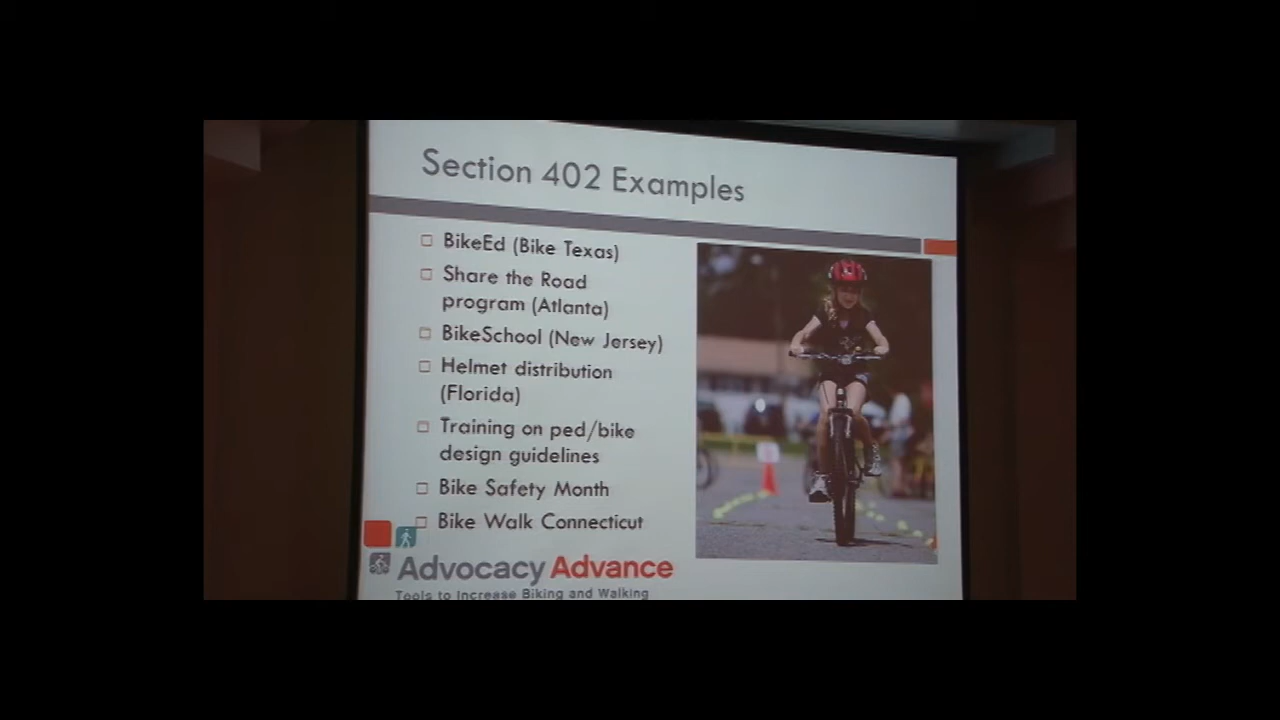 Section 402 Examples
BikeEd (Bike Texas)
Share the Road
program (Atlanta)
BikeSchool (New Jersey)
Helmet distribution
(Florida)
Training on ped/bike
design guidelines
Bike Safety Month
Bike Walk Connecticut
Advocacy Advance
Tools to Increase Biking and Walking